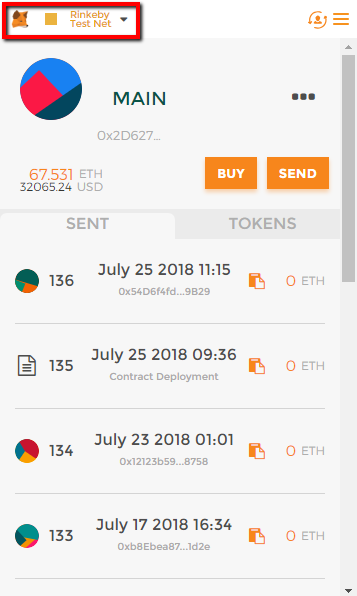 Rinkeby
Test Net
MAIN
0x2D627...
67.531 ETH
32065.24 USD
BUY
SEND
SENT
TOKENS
136
July 25 2018 11:15
0x54D6f4fd...9B29
0 ETH
135
July 25 2018 09:36
Contract Deployment
0 ETH
134
July 23 2018 01:01
0x12123b59...8758
0 ETH
133
July 17 2018 16:34
0xb8Ebea87...1d2e
0 ETH